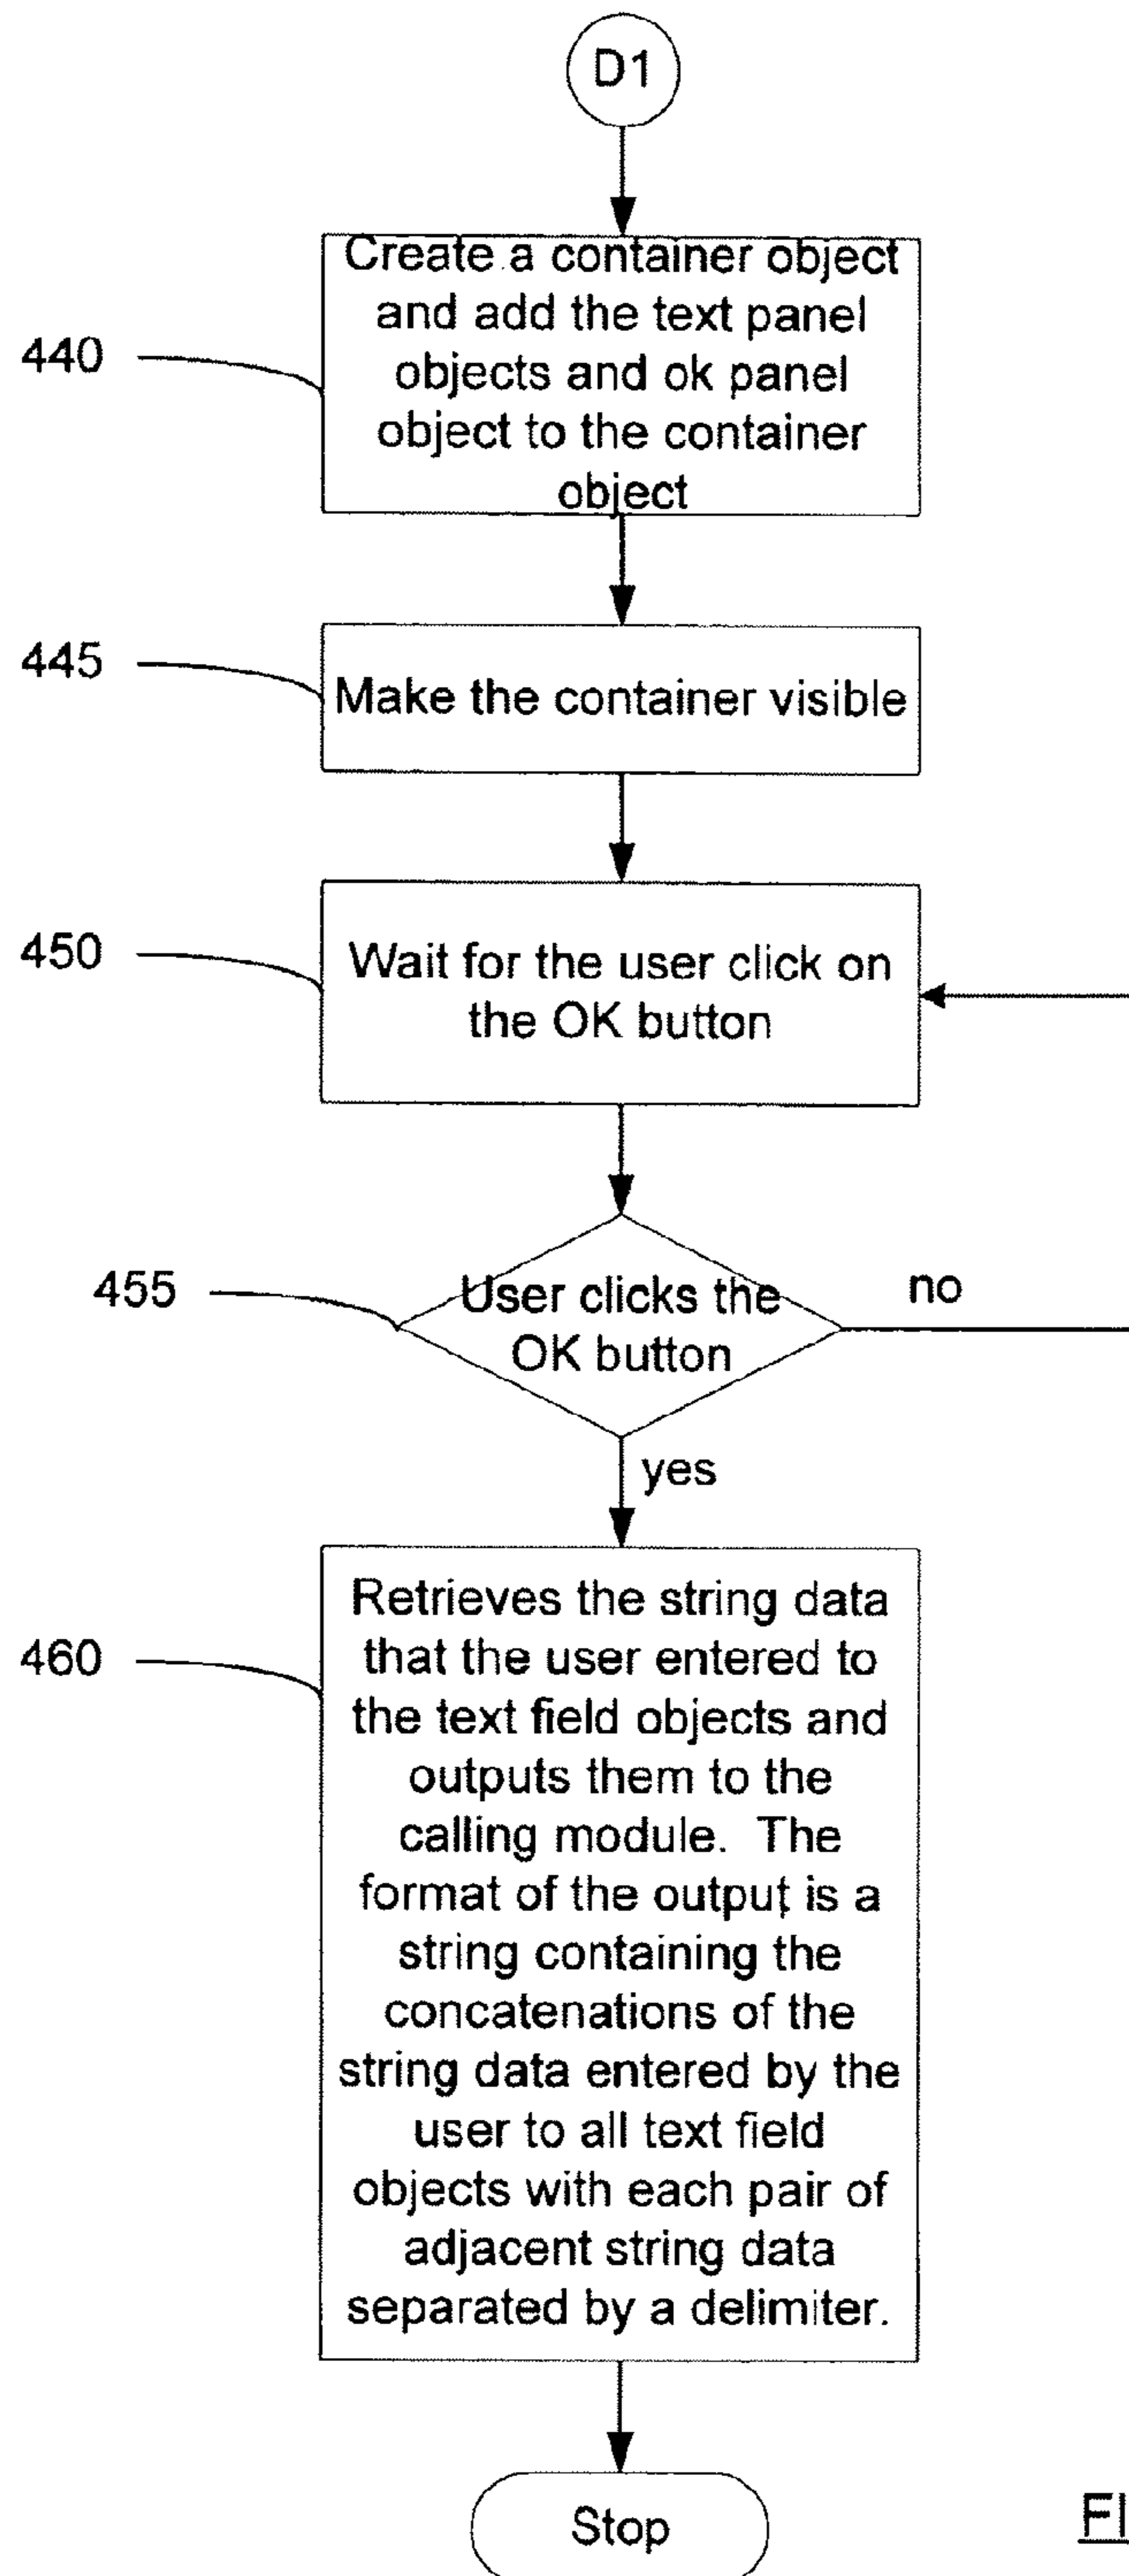 D1
440
Create a container object
and add the text panel
objects and ok panel
object to the container
object
445
Make the container visible
450
Wait for the user click on
the OK button
455
User clicks the
OK button
no
yes
460
Retrieves the string data
that the user entered to
the text field objects and
outputs them to the
calling module. The
format of the output is a
string containing the
concatenations of the
string data entered by the
user to all text field
objects with each pair of
adjacent string data
separated by a delimiter.
Stop
FI